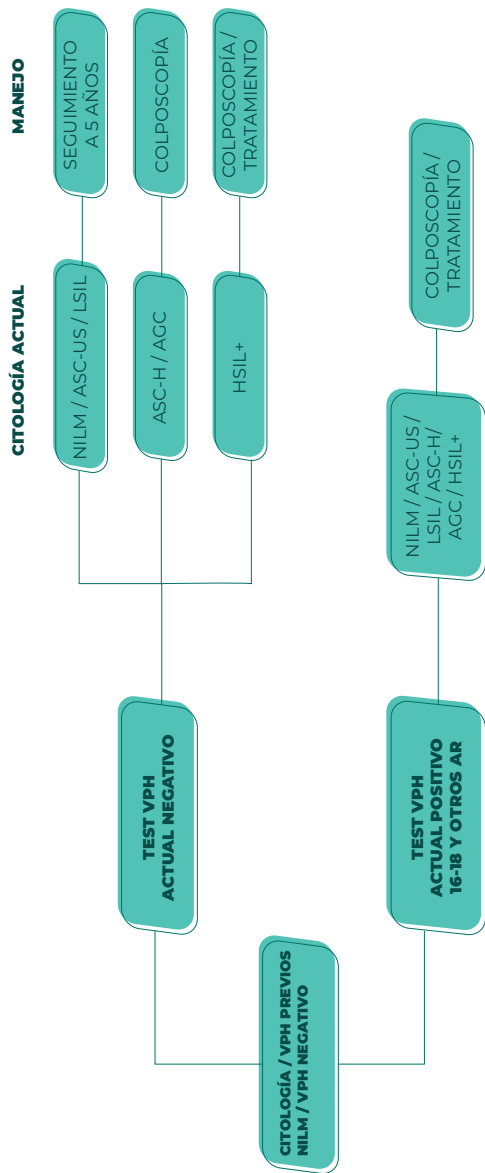 CITOLOGÍA ACTUAL
MANEJO
CITOLOGÍA / VPH PREVIOS
NILM / VPH NEGATIVO
TEST VPH
ACTUAL NEGATIVO
NILM / ASC-US / LSIL
SEGUIMIENTO
A 5 AÑOS
ASC-H / AGC
COLPOSCOPÍA
HSIL+
COLPOSCOPÍA /
TRATAMIENTO
TEST VPH
ACTUAL POSITIVO
16-18 Y OTROS AR
NILM / ASC-US /
LSIL / ASC-H/
AGC / HSIL+
COLPOSCOPÍA /
TRATAMIENTO